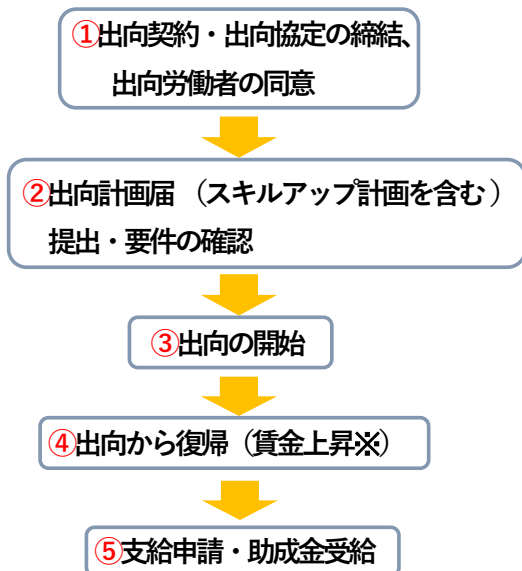 ①出向契約・出向協定の締結、
出向労働者の同意
②出向計画届（スキルアップ計画を含む）
提出・要件の確認
③出向の開始
④出向から復帰（賃金上昇※）
⑤支給申請・助成金受給